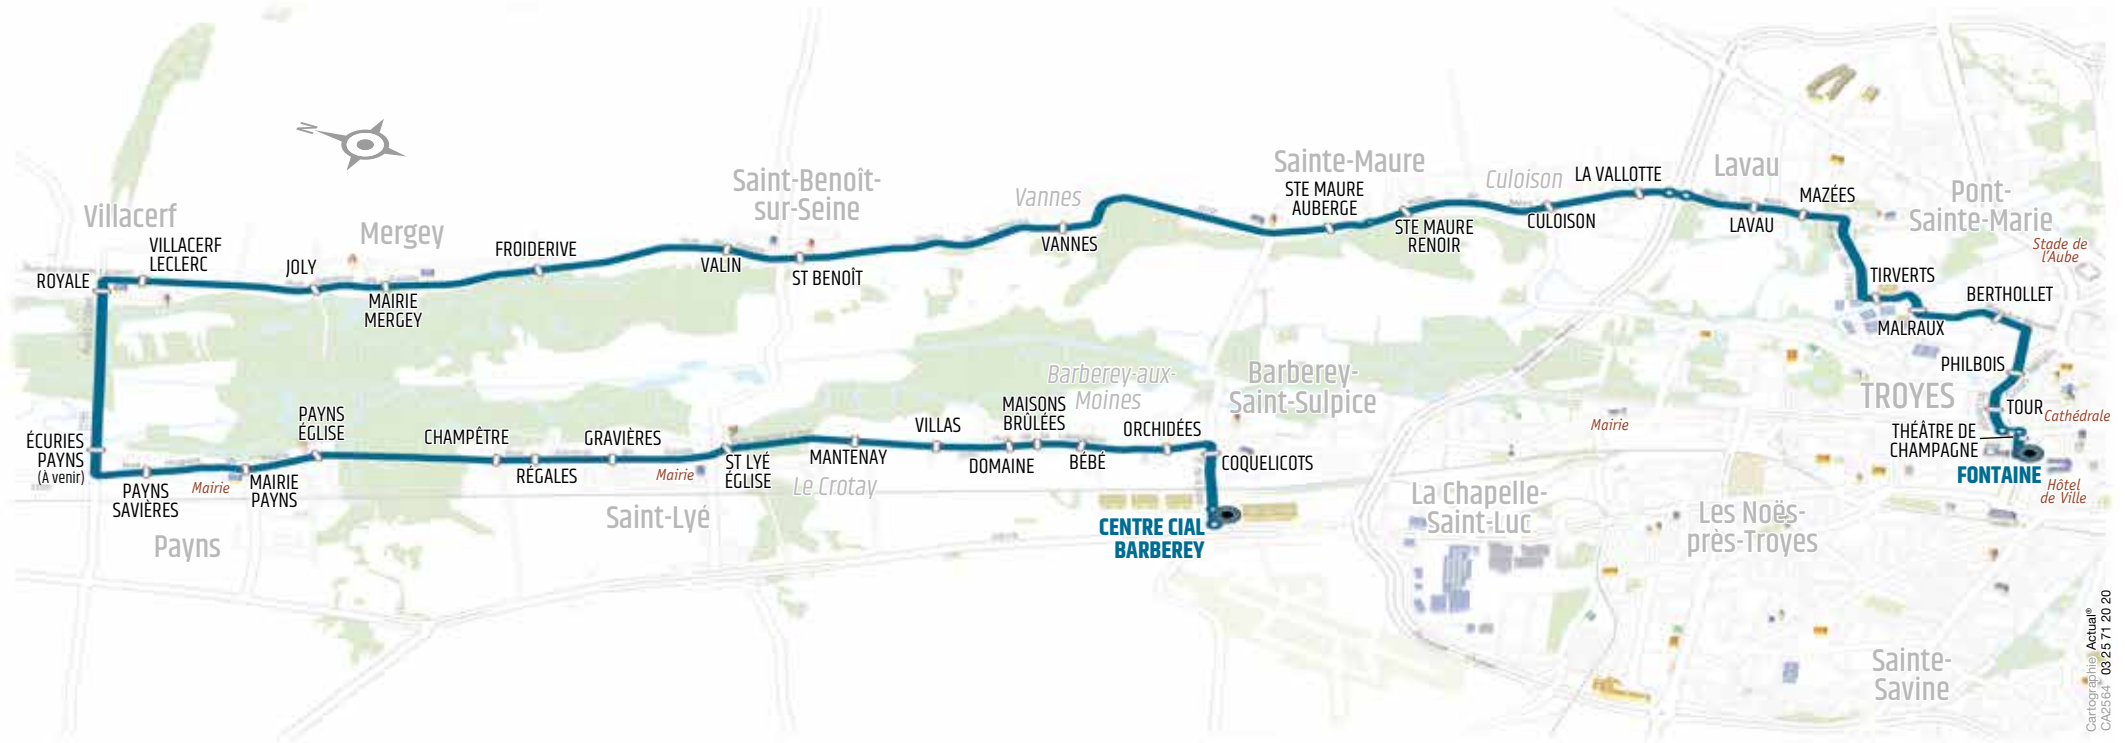 N
Villacerf
VILLACERF
LECLERC
ROYALE
JOLY
Mergey
MAIRIE
MERGEY
FROIDERIVE
Saint-Benoît-
sur-Seine
VALIN
ST BENOÎT
Vannes
VANNES
Sainte-Maure
STE MAURE
AUBERGE
STE MAURE
RENOIR
Culoison
CULOISON
LA VALLOTTE
Lavau
LAVAU
MAZÉES
Pont-
Sainte-Marie
Stade de
l'Aube
TIRVERTS
MALRAUX
BERTHOLLET
PHILBOIS
TROYES
TOUR
Cathédrale
THÉÂTRE DE
CHAMPAGNE
FONTAINE
Hôtel
de Ville
ÉCURIES
PAYNS
(À venir)
PAYNS
SAVIÈRES
Mairie
MAIRIE
PAYNS
Payns
PAYNS
ÉGLISE
CHAMPÊTRE
RÉGALES
GRAVIÈRES
Mairie
Saint-Lyé
ST LYÉ
ÉGLISE
MANTENAY
Le Crotay
VILLAS
DOMAINE
MAISONS
BRÛLÉES
Barberey-aux-
Moines
BÉBÉ
ORCHIDÉES
COQUELICOTS
CENTRE CIAL
BARBEREY
Barberey-
Saint-Sulpice
Mairie
La Chapelle-
Saint-Luc
Les Noës-
près-Troyes
Sainte-
Savine
Cartographie Actual®
CA2564 03 25 71 20 20